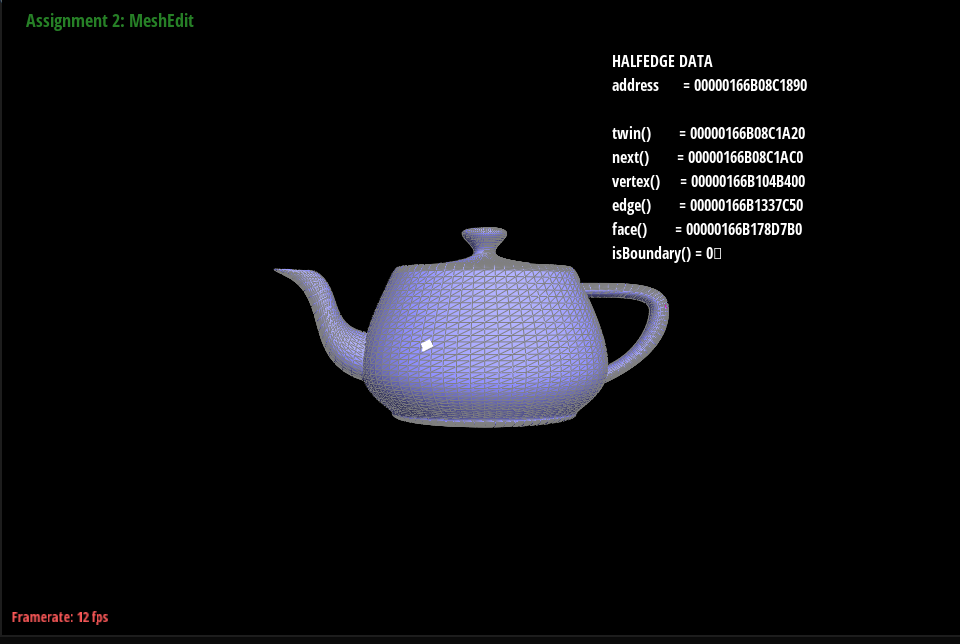 Assignment 2: MeshEdit
HALFEDGE DATA
address = 00000166B08C1890
twin() = 00000166B08C1A20
next() = 00000166B08C1AC0
vertex() = 00000166B104B400
edge() = 00000166B1337C50
face() = 00000166B178D7B0
isBoundary() = 0▯
Framerate: 12 fps